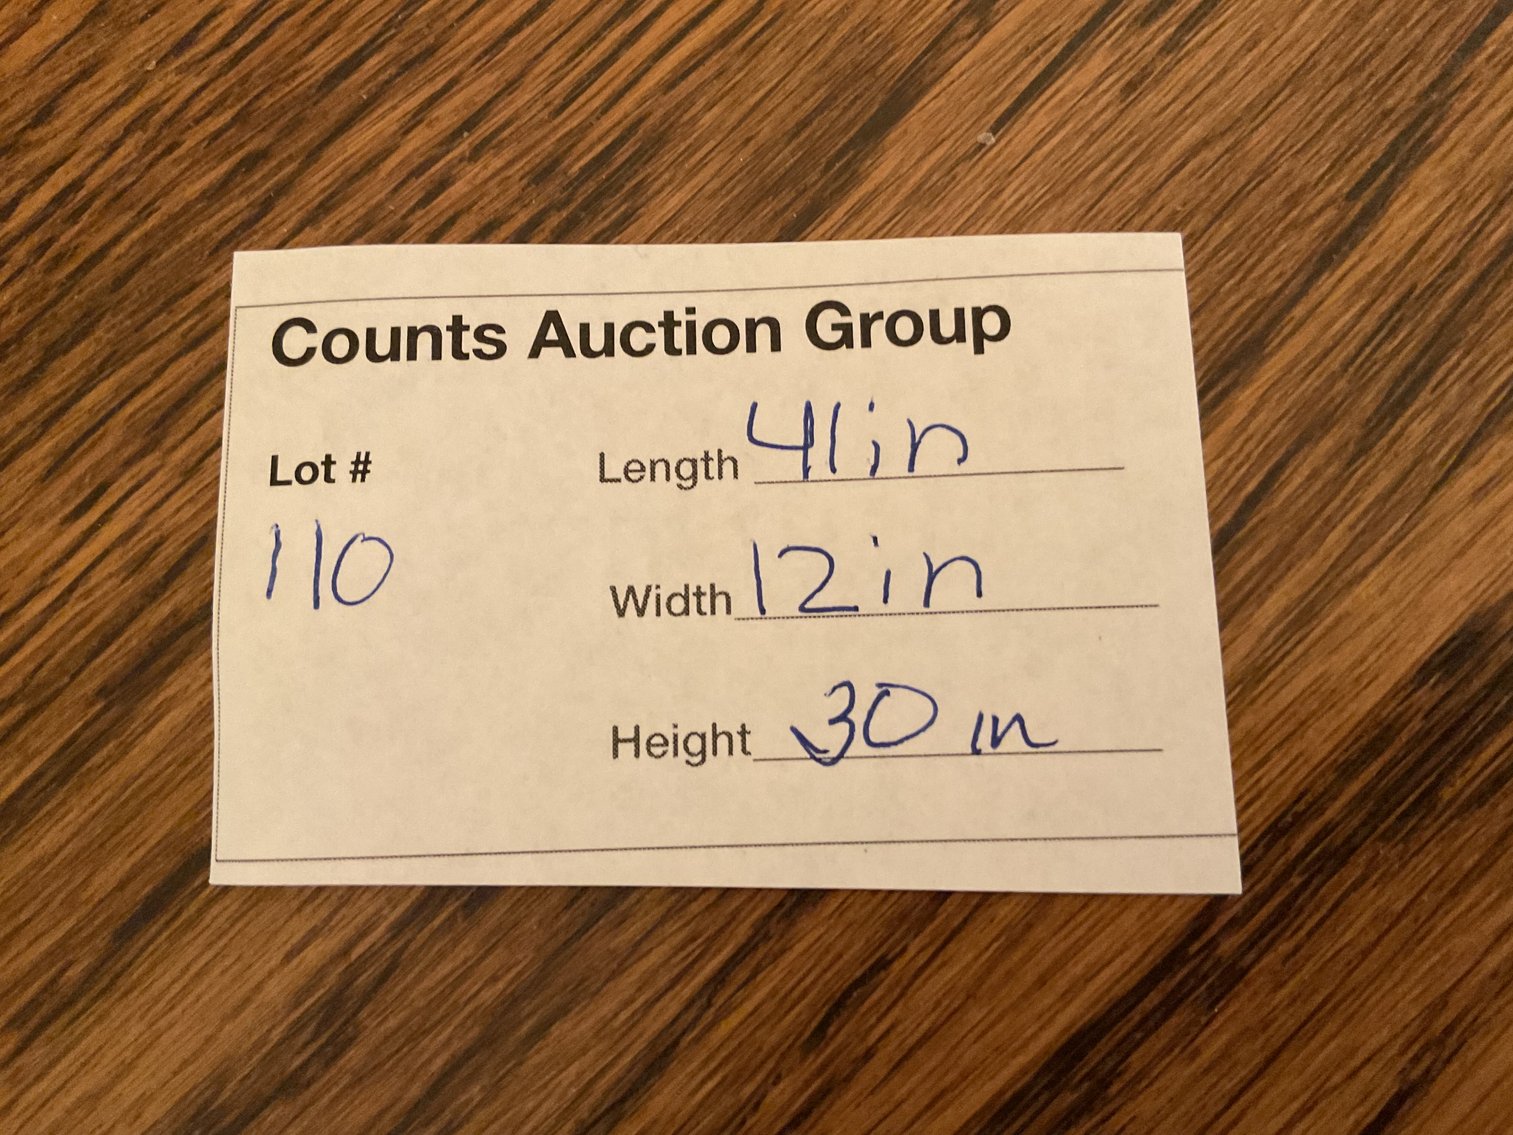 Counts Auction Group
Lot #
110
Length 41in
Width 12in
Height 30 in